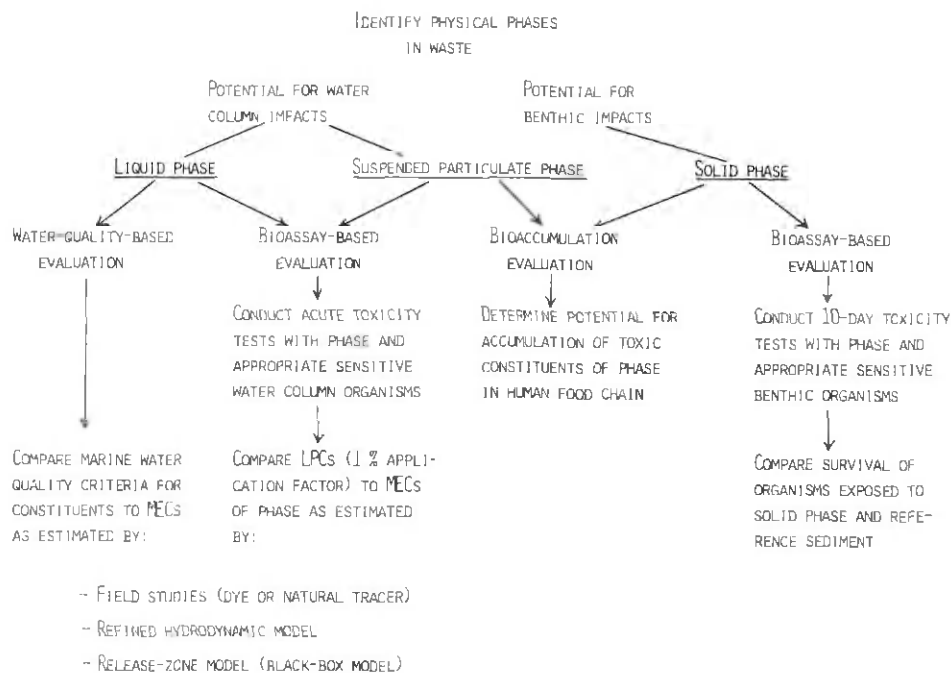 IDENTIFY PHYSICAL PHASES
IN WASTE
POTENTIAL FOR WATER
COLUMN IMPACTS
POTENTIAL FOR
BENTHIC IMPACTS
LIQUID PHASE
SUSPENDED PARTICULATE PHASE
SOLID PHASE
WATER-QUALITY-BASED
EVALUATION
BIOASSAY-BASED
EVALUATION
BIOACCUMULATION
EVALUATION
BIOASSAY-BASED
EVALUATION
CONDUCT ACUTE TOXICITY
TESTS WITH PHASE AND
APPROPRIATE SENSITIVE
WATER COLUMN ORGANISMS
DETERMINE POTENTIAL FOR
ACCUMULATION OF TOXIC
CONSTITUENTS OF PHASE
IN HUMAN FOOD CHAIN
CONDUCT 10-DAY TOXICITY
TESTS WITH PHASE AND
APPROPRIATE SENSITIVE
BENTHIC ORGANISMS
COMPARE MARINE WATER
QUALITY CRITERIA FOR
CONSTITUENTS TO MECS
AS ESTIMATED BY:
COMPARE LPCS (1 % APPLI-
CATION FACTOR) TO MECS
OF PHASE AS ESTIMATED
BY:
COMPARE SURVIVAL OF
ORGANISMS EXPOSED TO
SOLID PHASE AND REFE-
RENCE SEDIMENT
- FIELD STUDIES (DYE OR NATURAL TRACER)
- REFINED HYDRODYNAMIC MODEL
- RELEASE-ZONE MODEL (BLACK-BOX MODEL)